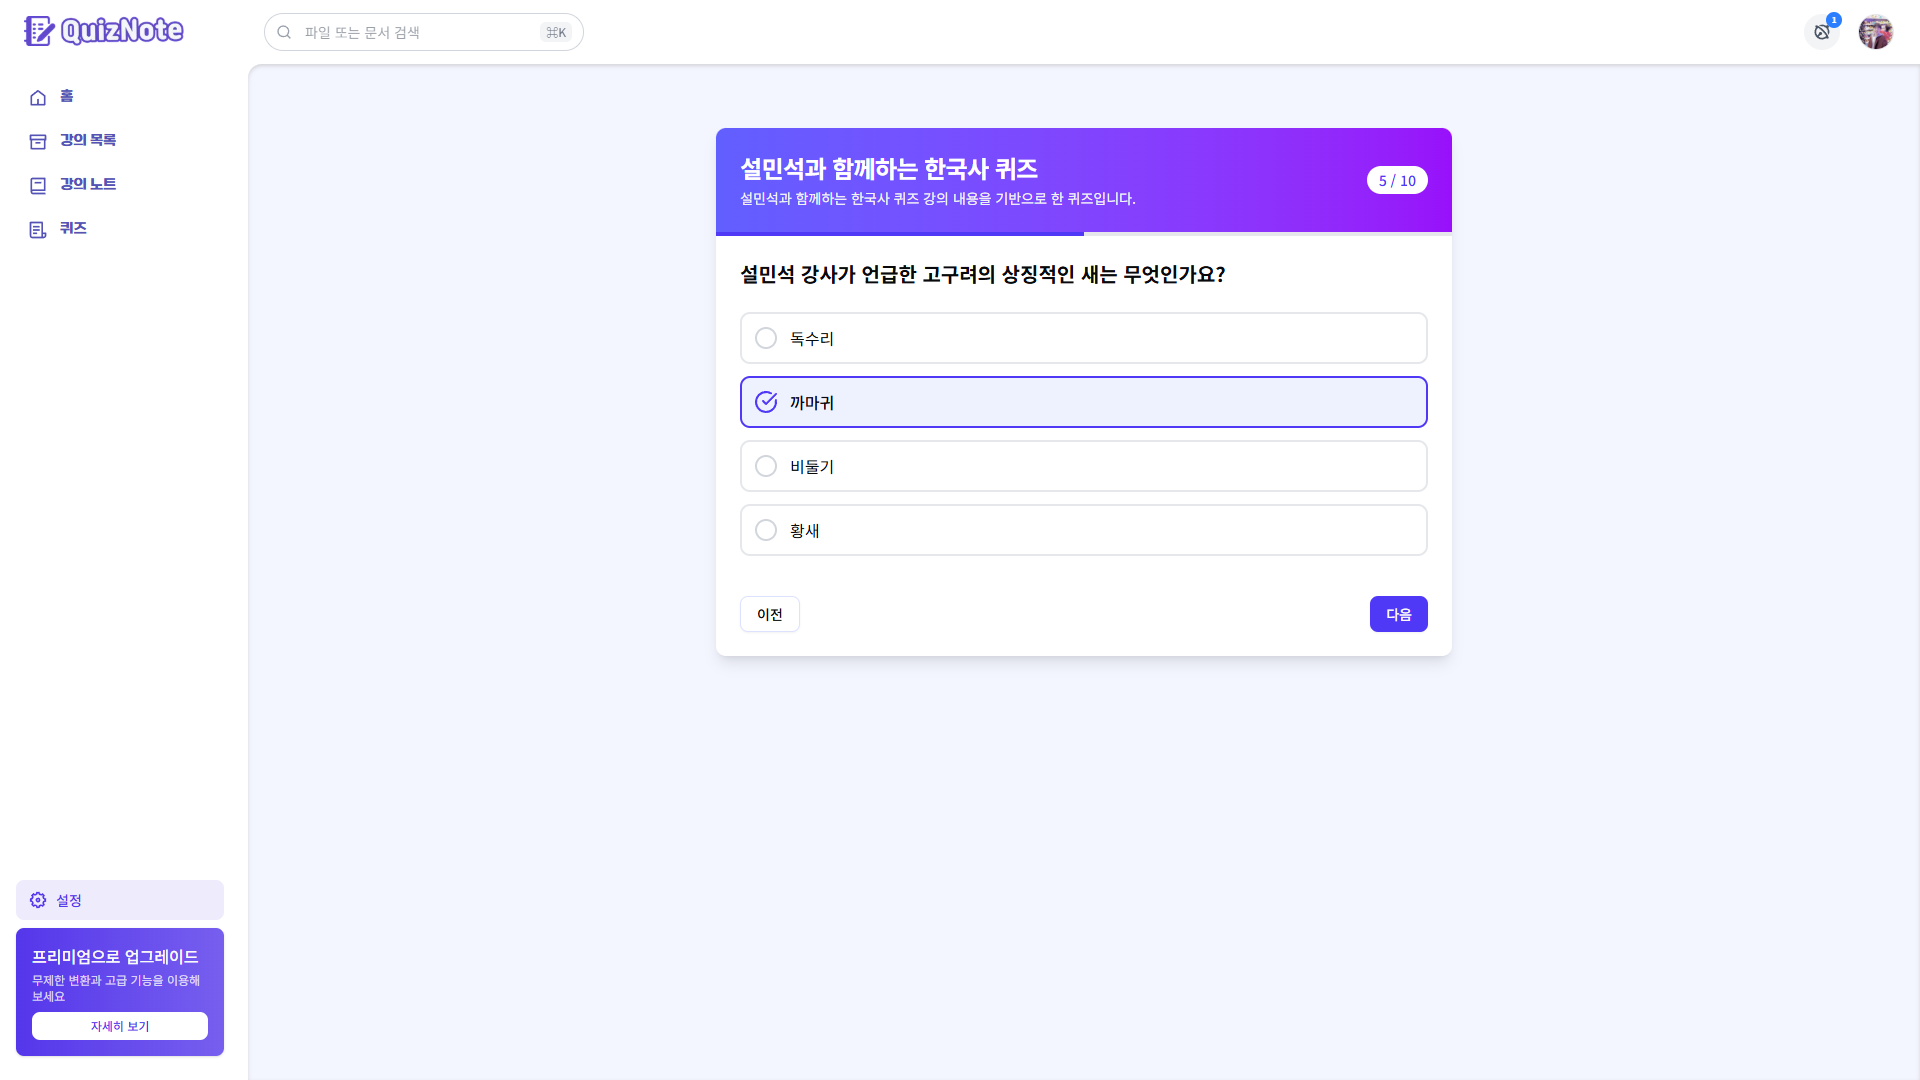 QuizNote
파일 또는 문서 검색
⌘K
1
홈
강의 목록
강의 노트
퀴즈
설민석과 함께하는 한국사 퀴즈
설민석과 함께하는 한국사 퀴즈 강의 내용을 기반으로 한 퀴즈입니다.
5 / 10
설민석 강사가 언급한 고구려의 상징적인 새는 무엇인가요?
독수리
까마귀
비둘기
황새
이전
다음
설정
프리미엄으로 업그레이드
무제한 변환과 고급 기능을 이용해
보세요
자세히 보기